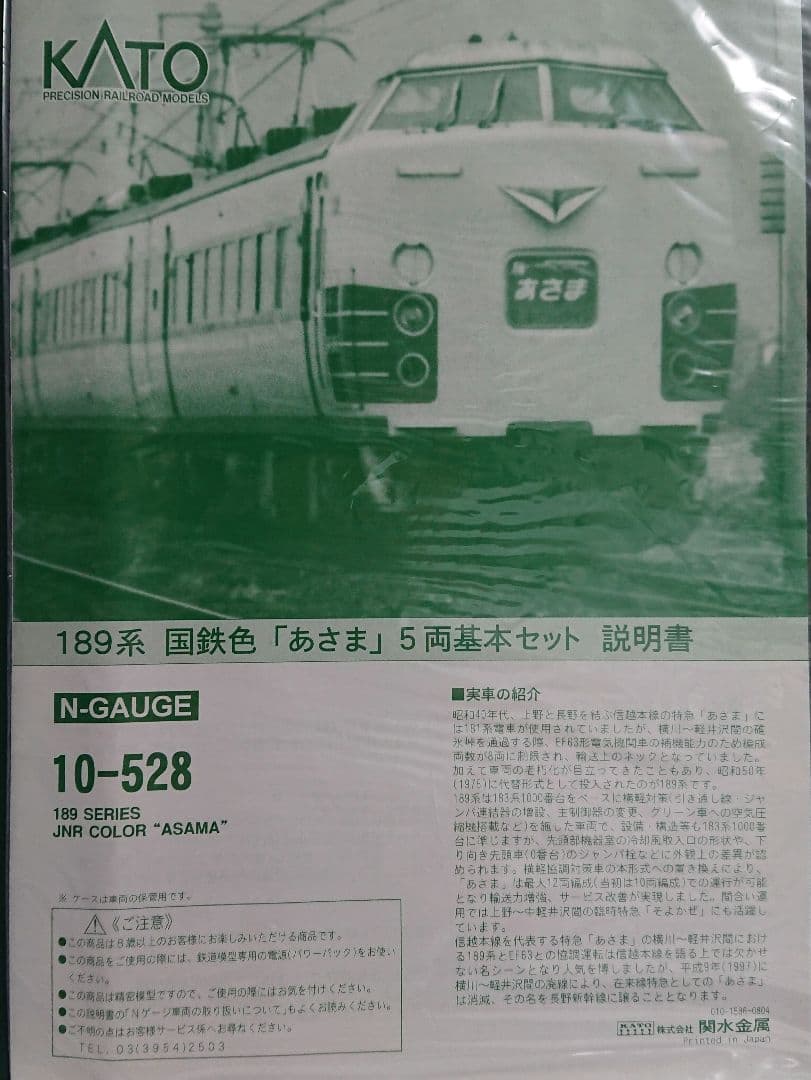 KATO
PRECISION RAILROAD MODELS
あさま
189系 国鉄色「あさま」5両基本セット 説明書
N-GAUGE
10-528
189 SERIES
JNR COLOR “ASAMA”
※ ケースは車両の保管用です。
《ご注意》
●この商品は8歳以上のお客様にお楽しみいただける商品です。
●この商品をご使用の際には、鉄道模型専用の電源(パワーパック)をお使い
ください。
●この商品は精密模型ですので、ご使用の際にはお気を付けください。
●この説明書の「Nゲージ車両の取り扱いについて」もよくお読みください。
●ご不明の点はお客様サービス係へお尋ねください。
TEL. 03(3954)2503
■実車の紹介
昭和40年代、上野と長野を結ぶ信越本線の特急「あさま」に
は181系電車が使用されていましたが、横川〜軽井沢間の碓
氷峠を通過する際、EF63形電気機関車の補機能力のため編成
両数が8両に制限され、輸送上のネックとなっていました。
加えて車両の老朽化が目立ってきたこともあり、昭和50年
(1975)に代替形式として投入されたのが189系です。
189系は183系1000番台をベースに横軽対策(引き通し線・ジャ
ンパ連結器の増設、主制御器の変更、グリーン車への空気圧
縮機搭載など)を施した車両で、設備・構造等も183系1000番
台に準じますが、先頭部機器室の冷却風取入口の形状や、下
り向き先頭車(0番台)のジャンパ栓などに外観上の差異が認
められます。横軽協調対策車の本形式への置き換えにより、
「あさま」は最大12両編成(当初は10両編成)での運行が可能
となり輸送力増強、サービス改善が実現しました。間合い運
用では上野〜中軽井沢間の臨時特急「そよかぜ」にも活躍し
ています。
信越本線を代表する特急「あさま」の横川〜軽井沢間におけ
る189系とEF63との協調運転は信越本線を語る上では欠かせ
ない名シーンとなり人気を博しましたが、平成9年(1997)に
横川〜軽井沢間の廃線により、在来線特急としての「あさま」
は消滅、その名を長野新幹線に譲ることとなります。
010-1596-0804
KATO 株式会社 関水金属
Printed in Japan